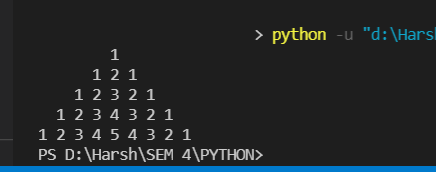 > python -u "d:\Harsh
1
1 2 1
1 2 3 2 1
1 2 3 4 3 2 1
1 2 3 4 5 4 3 2 1
PS D:\Harsh\SEM 4\PYTHON>